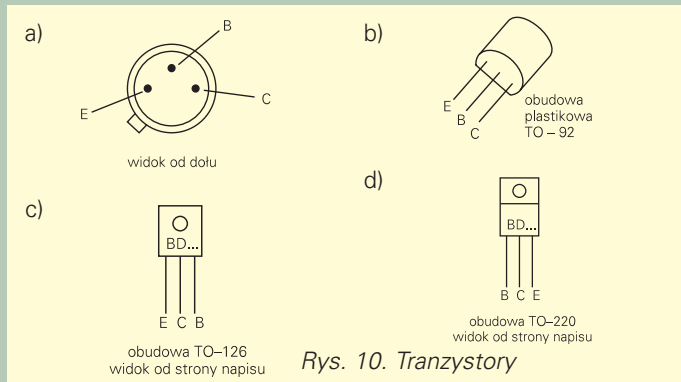 a)
B
E
C
widok od dołu
b)
E
B
C
obudowa
plastikowa
TO – 92
c)
BD...
E C B
obudowa TO–126
widok od strony napisu
d)
BD...
B C E
obudowa TO–220
widok od strony napisu
Rys. 10. Tranzystory